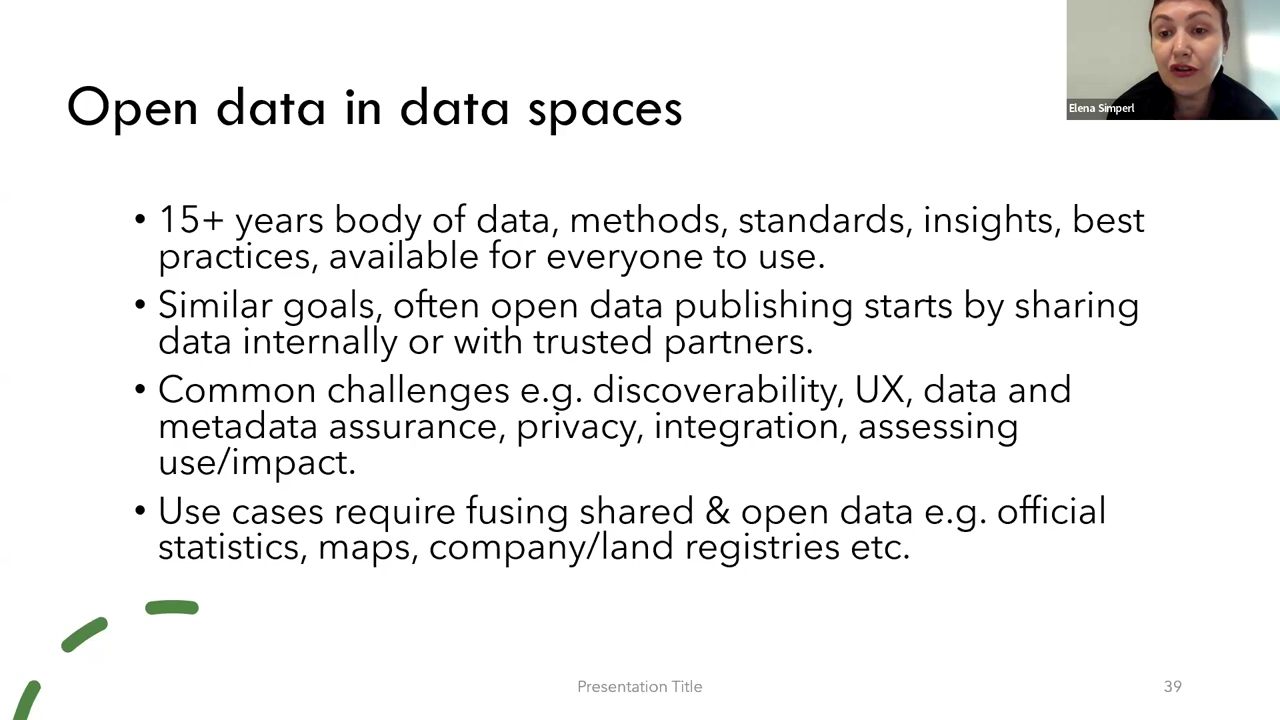 Open data in data spaces
Elena Simperl
• 15+ years body of data, methods, standards, insights, best
practices, available for everyone to use.
• Similar goals, often open data publishing starts by sharing
data internally or with trusted partners.
• Common challenges e.g. discoverability, UX, data and
metadata assurance, privacy, integration, assessing
use/impact.
• Use cases require fusing shared & open data e.g. official
statistics, maps, company/land registries etc.
Presentation Title
39